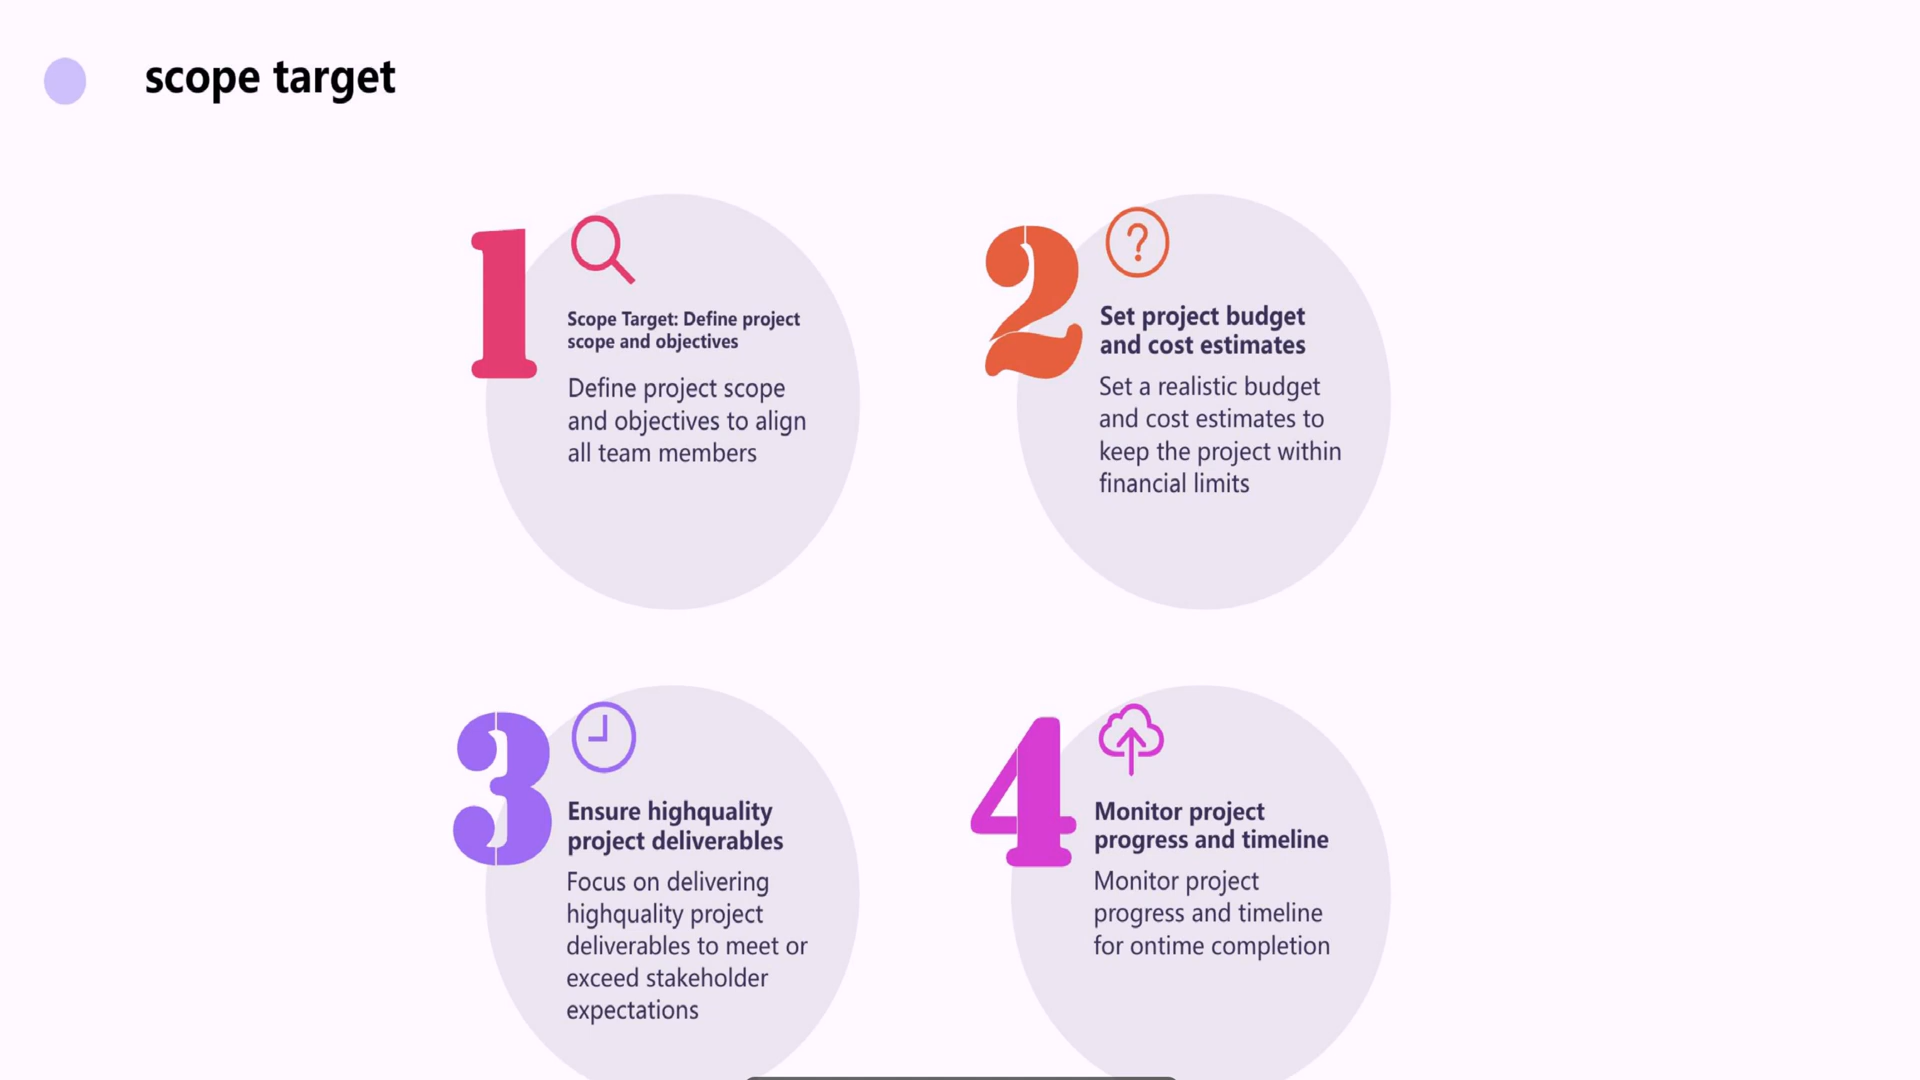 scope target
1
Scope Target: Define project
scope and objectives
Define project scope
and objectives to align
all team members
2
?
Set project budget
and cost estimates
Set a realistic budget
and cost estimates to
keep the project within
financial limits
3
Ensure highquality
project deliverables
Focus on delivering
highquality project
deliverables to meet or
exceed stakeholder
expectations
4
Monitor project
progress and timeline
Monitor project
progress and timeline
for ontime completion